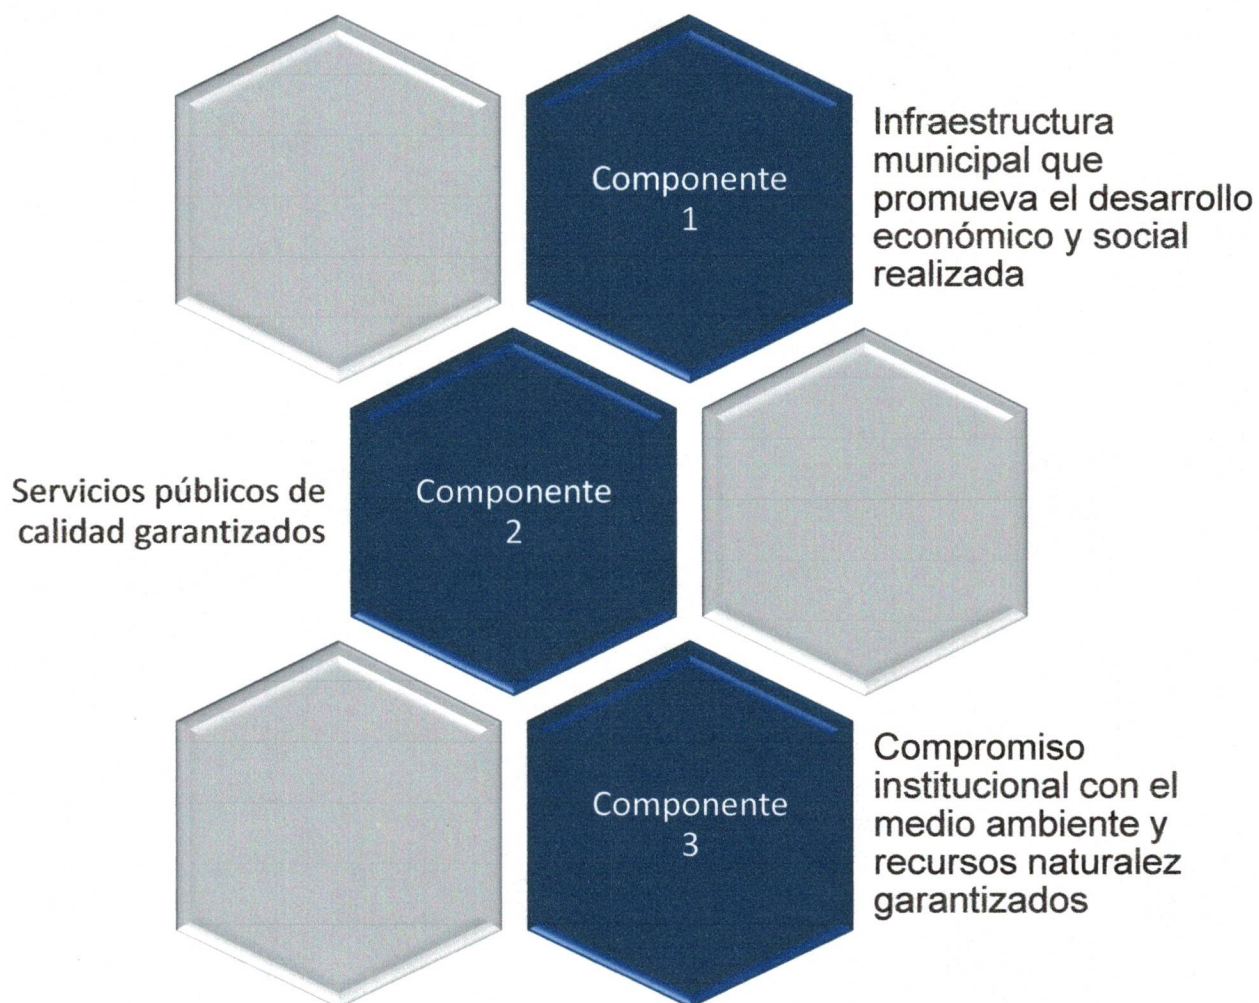 Componente
1
Infraestructura
municipal que
promueva el desarrollo
económico y social
realizada
Servicios públicos de
calidad garantizados
Componente
2
Componente
3
Compromiso
institucional con el
medio ambiente y
recursos naturalez
garantizados